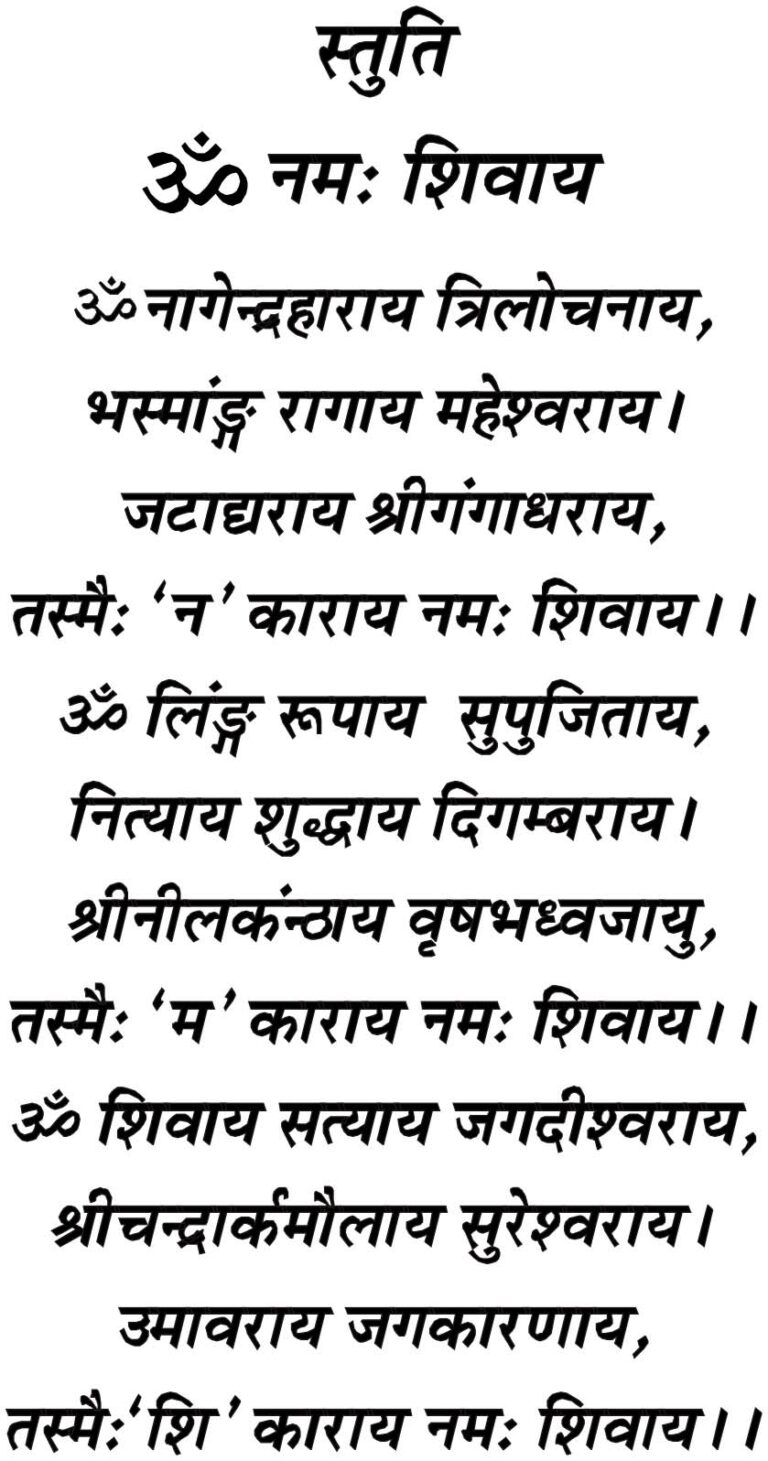 स्तुति
ॐ नमः शिवाय
ॐ नागेन्द्रहाराय त्रिलोचनाय,
भस्मांङ्ग रागाय महेश्वराय।
जटाद्यराय श्रीगंगाधराय,
तस्मैः ‘न’ काराय नमः शिवाय।।
ॐ लिंङ्ग रूपाय सुपुजिताय,
नित्याय शुद्धाय दिगम्बराय।
श्रीनीलकंन्ठाय वृषभध्वजायु,
तस्मैः ‘म’ काराय नमः शिवाय।।
ॐ शिवाय सत्याय जगदीश्वराय,
श्रीचन्द्रार्कमौलाय सुरेश्वराय।
उमावराय जगकारणाय,
तस्मैः‘शि’ काराय नमः शिवाय।।